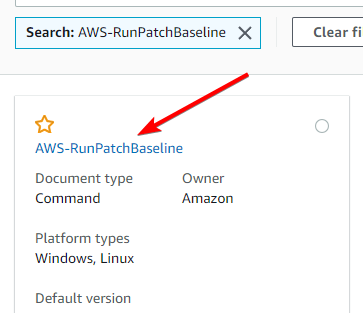 Search: AWS-RunPatchBaseline
Clear fi
AWS-RunPatchBaseline
Document type Owner
Command Amazon
Platform types
Windows, Linux
Default version